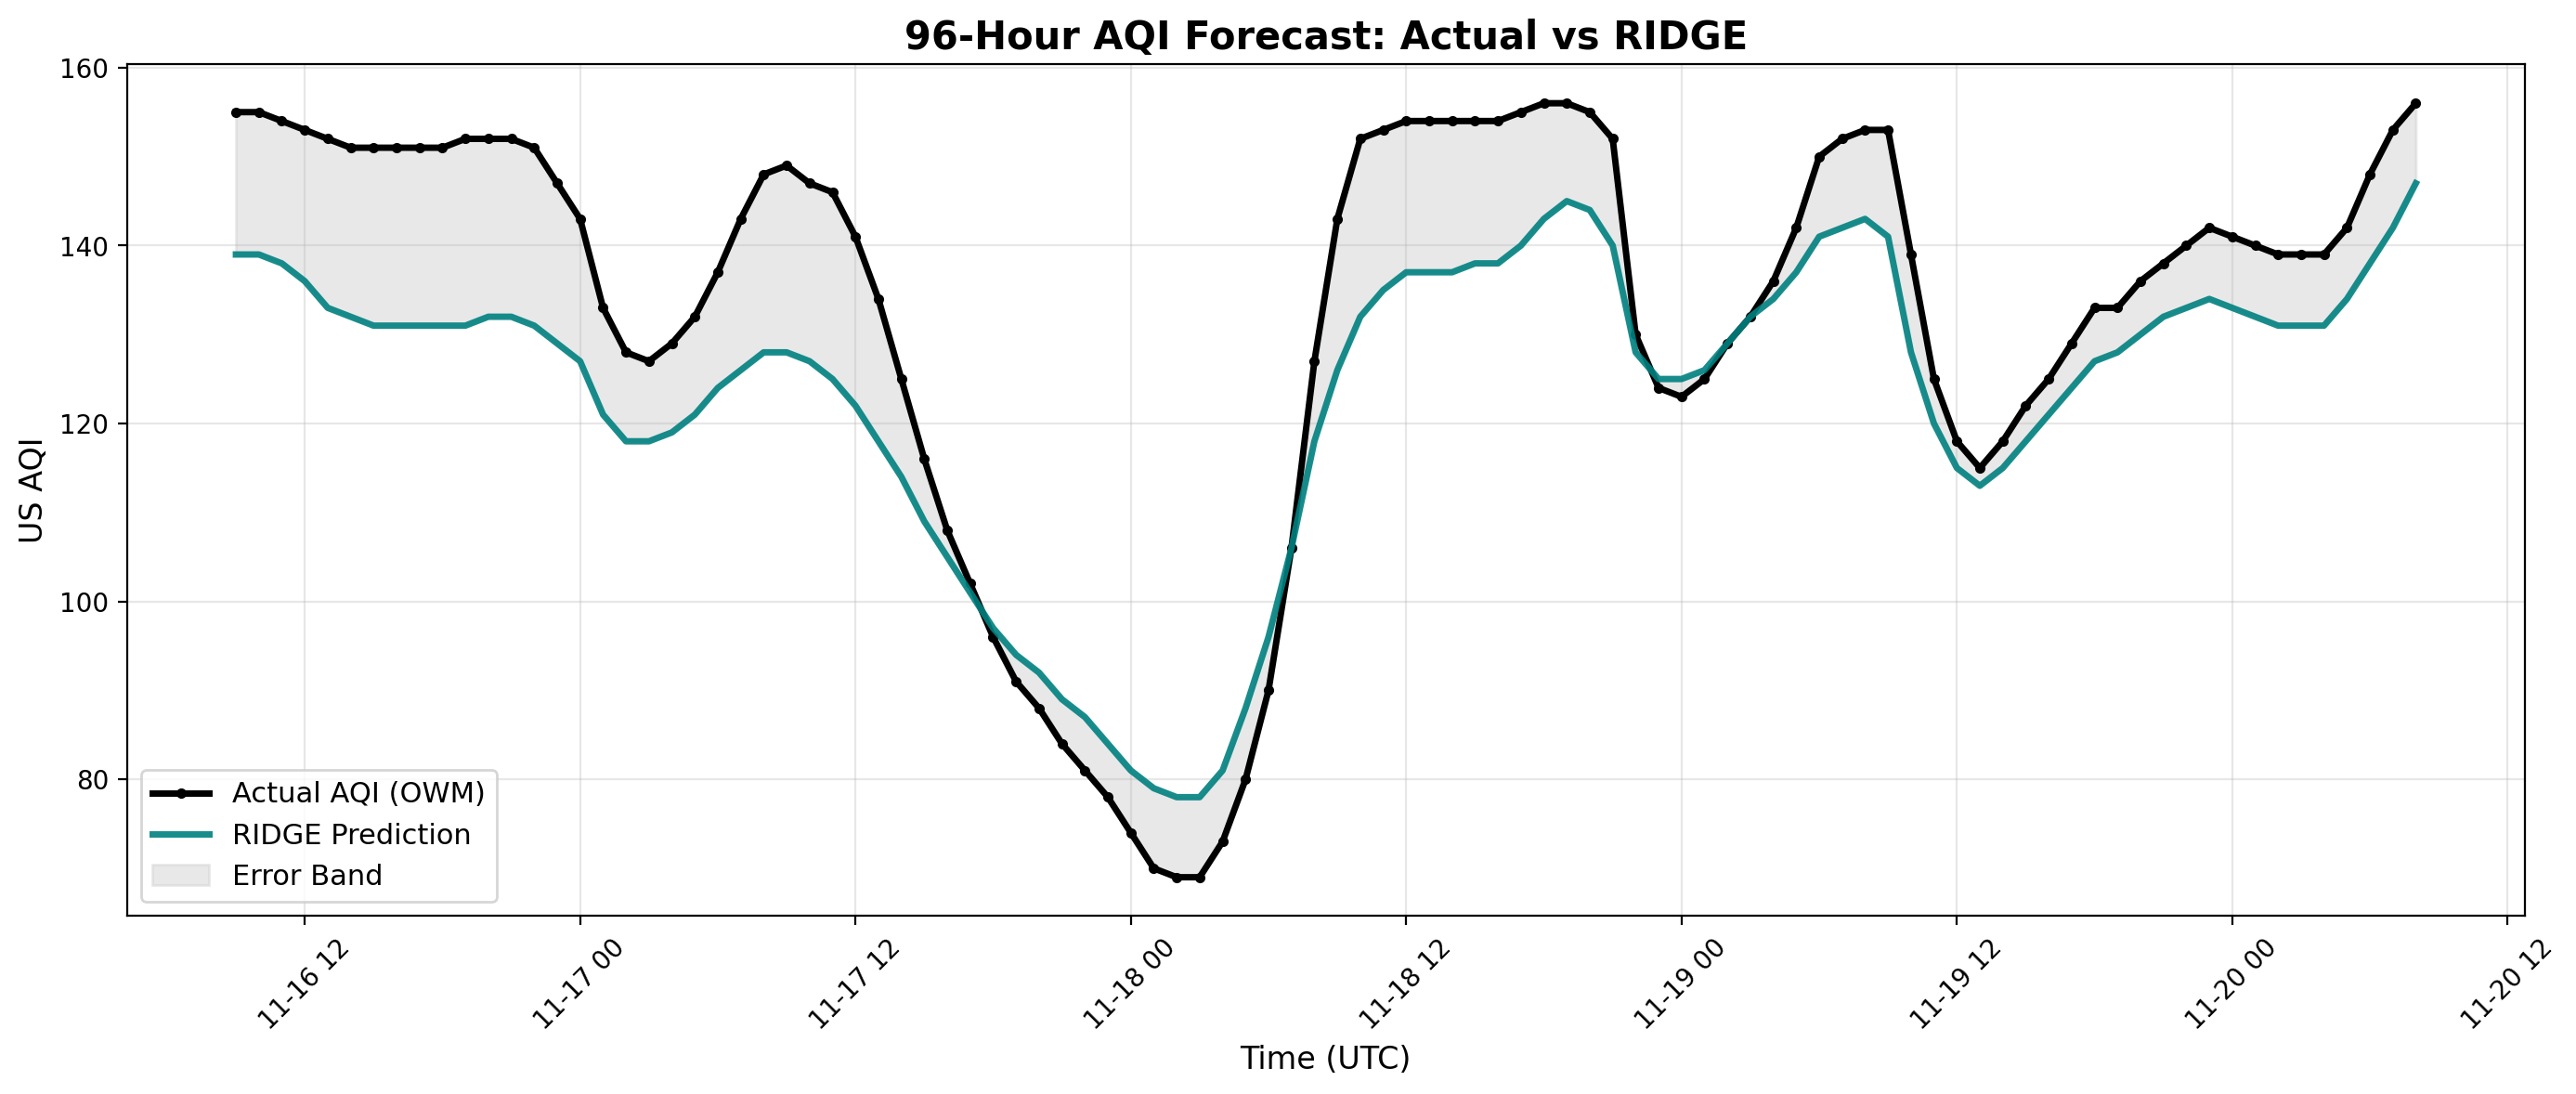 96-Hour AQI Forecast: Actual vs RIDGE
US AQI
160
140
120
100
80
Actual AQI (OWM)
RIDGE Prediction
Error Band
11-16 12
11-17 00
11-17 12
11-18 00
11-18 12
11-19 00
11-19 12
11-20 00
11-20 12
Time (UTC)